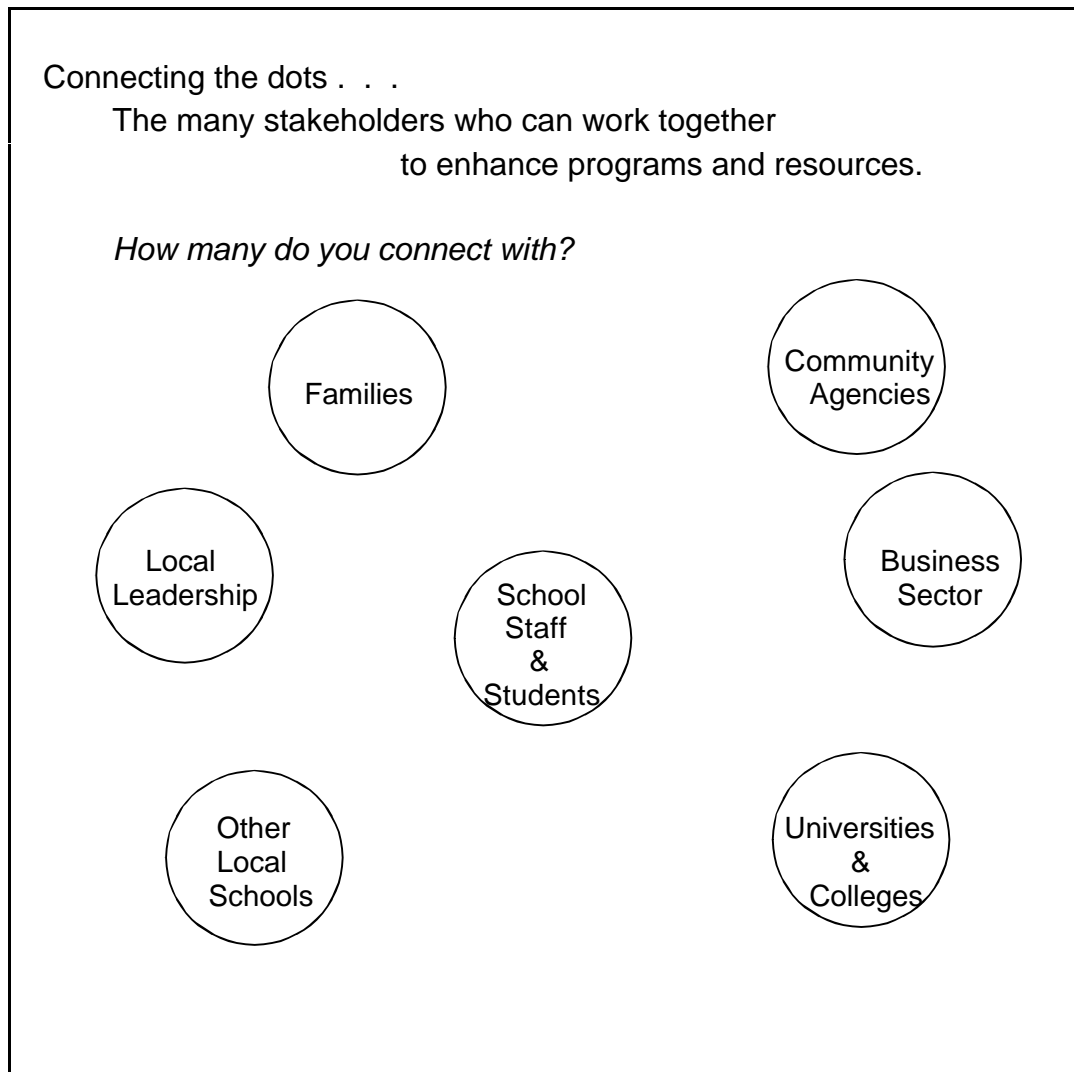 Connecting the dots . . .
The many stakeholders who can work together
to enhance programs and resources.
How many do you connect with?
Families
Community
Agencies
Local
Leadership
Business
Sector
School
Staff
&
Students
Other
Local
Schools
Universities
&
Colleges